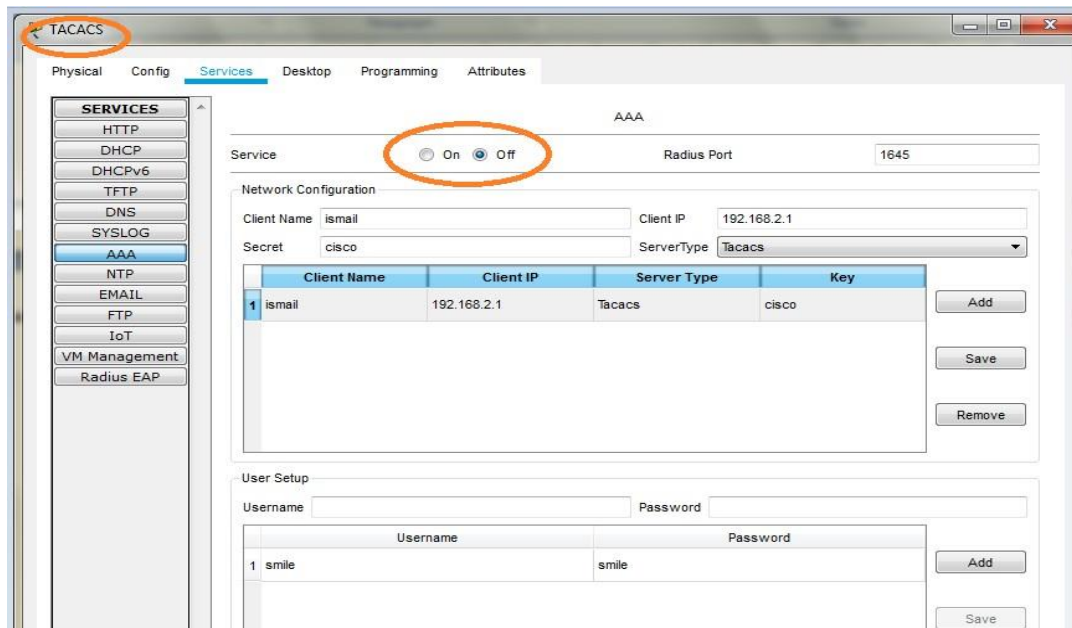 TACACS
Physical Config Services Desktop Programming Attributes
SERVICES
HTTP
DHCP
DHCPv6
TFTP
DNS
SYSLOG
AAA
NTP
EMAIL
FTP
IoT
VM Management
Radius EAP
AAA
Service On Off Radius Port 1645
Network Configuration
Client Name ismail Client IP 192.168.2.1
Secret cisco ServerType Tacacs
Client Name Client IP Server Type Key
1 ismail 192.168.2.1 Tacacs cisco
Add
Save
Remove
User Setup
Username Password
Username Password
1 smile smile
Add
Save